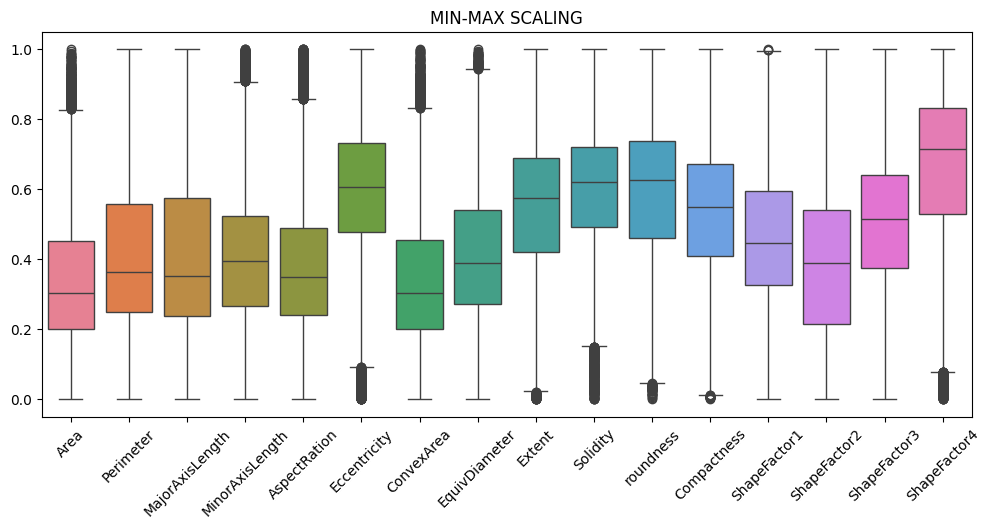 MIN-MAX SCALING
1.0
0.8
0.6
0.4
0.2
0.0
Area
Perimeter
MajorAxisLength
MinorAxisLength
AspectRation
Eccentricity
ConvexArea
EquivDiameter
Extent
Solidity
roundness
Compactness
ShapeFactor1
ShapeFactor2
ShapeFactor3
ShapeFactor4